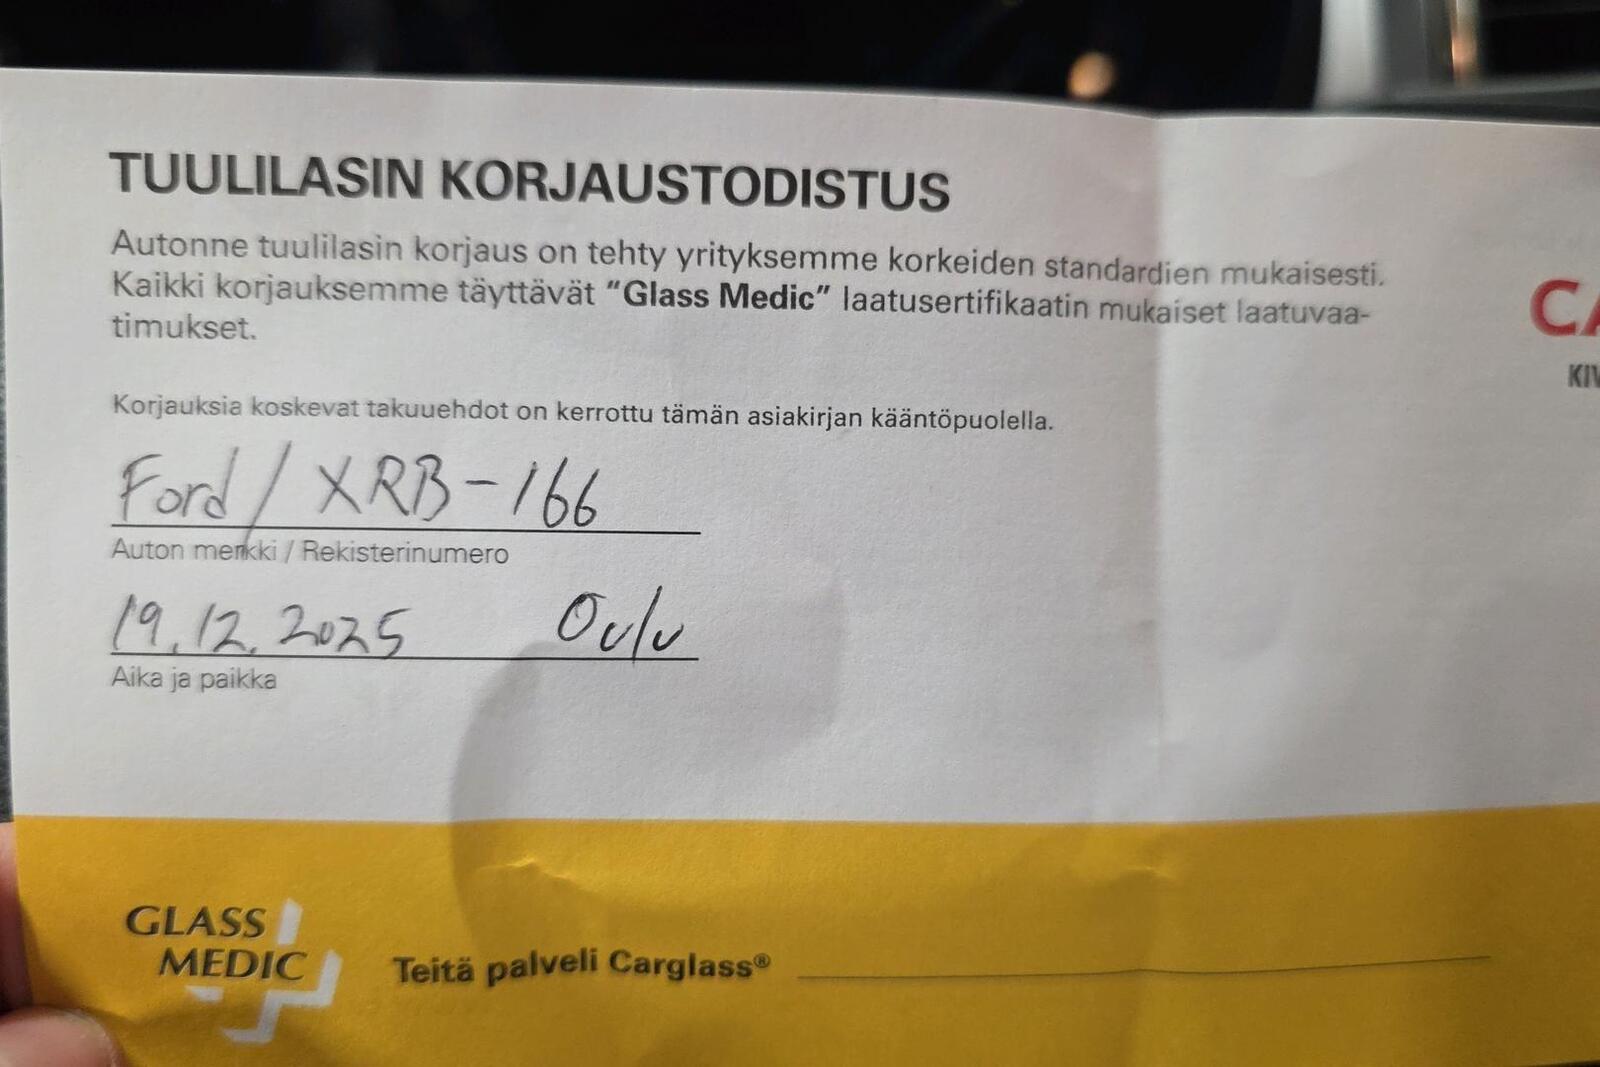 TUULILASIN KORJAUSTODISTUS
Autonne tuulilasin korjaus on tehty yrityksemme korkeiden standardien mukaisesti.
Kaikki korjauksemme täyttävät "Glass Medic" laatusertifikaatin mukaiset laatuvaa-
timukset.
CA
KIV
Korjauksia koskevat takuuehdot on kerrottu tämän asiakirjan kääntöpuolella.
Ford / XRB-166
Auton merkki / Rekisterinumero
19.12.2025 Oulu
Aika ja paikka
GLASS
MEDIC
Teitä palveli Carglass®